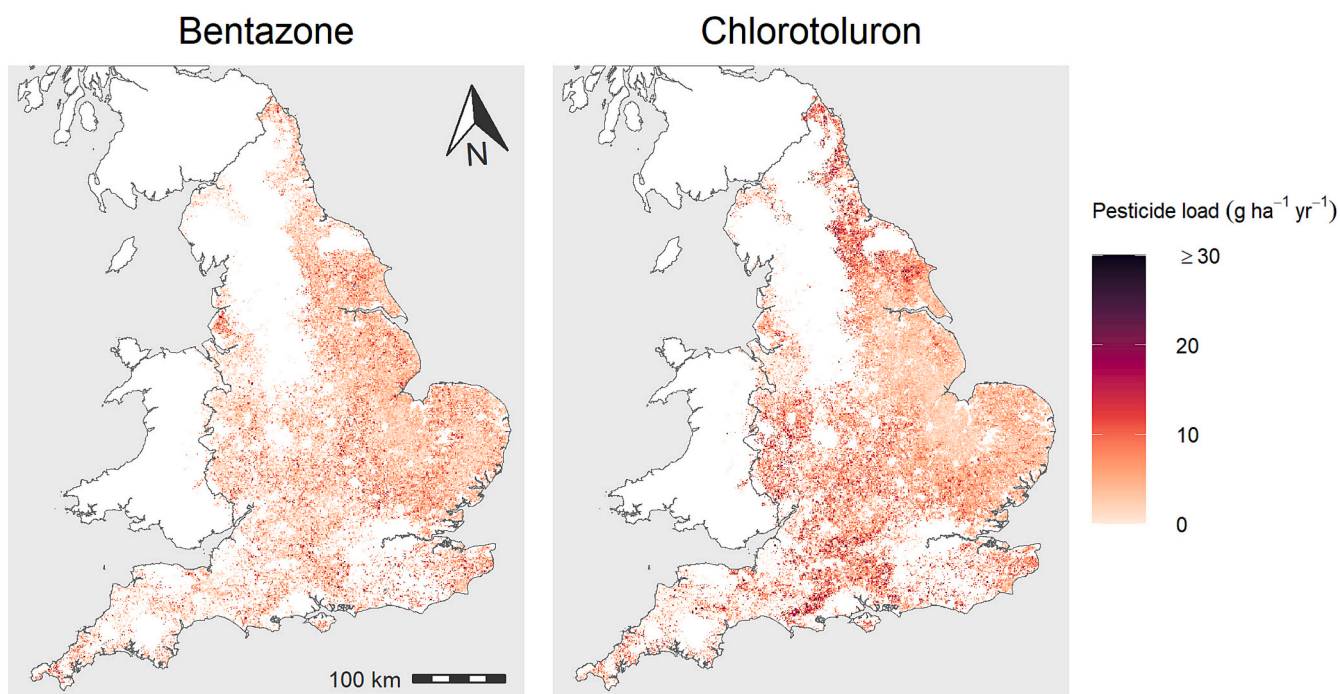 Bentazone
Chlorotoluron
N
Pesticide load (g ha⁻¹ yr⁻¹)
≥ 30
20
10
0
100 km